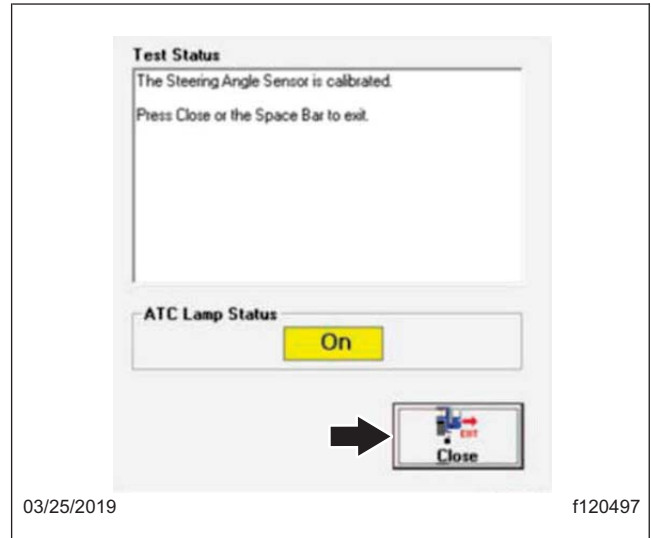 Test Status
The Steering Angle Sensor is calibrated.
Press Close or the Space Bar to exit.
ATC Lamp Status
On
EXIT
Close
03/25/2019
f120497